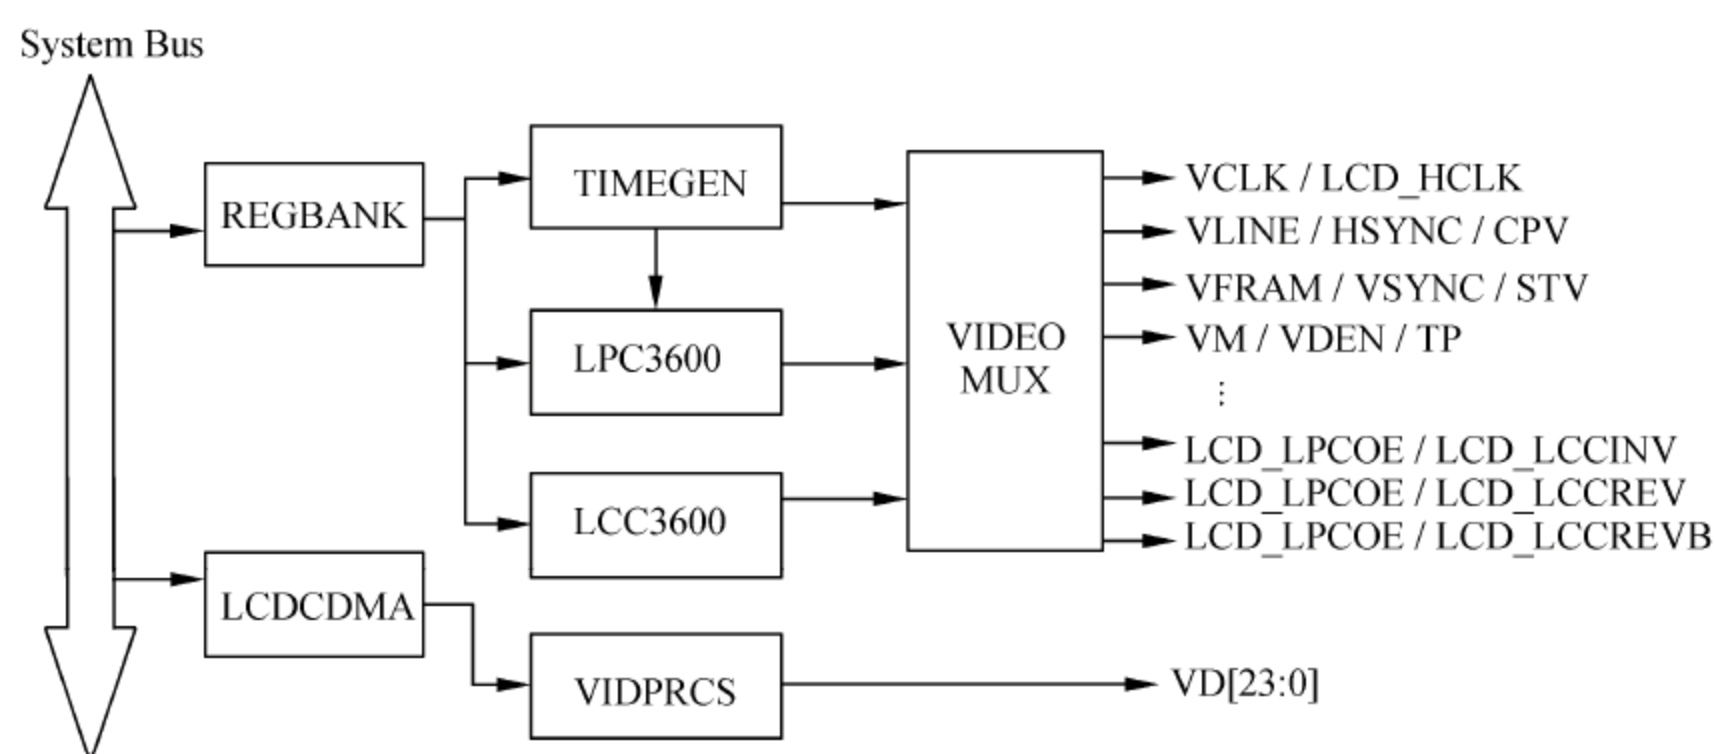 System Bus
REGBANK
TIMEGEN
LPC3600
LCC3600
LCDCDMA
VIDPRCS
VIDEO
MUX
VCLK / LCD_HCLK
VLINE / HSYNC / CPV
VFRAM / VSYNC / STV
VM / VDEN / TP
⋮
LCD_LPCOE / LCD_LCCINV
LCD_LPCOE / LCD_LCCREV
LCD_LPCOE / LCD_LCCREVB
VD[23:0]